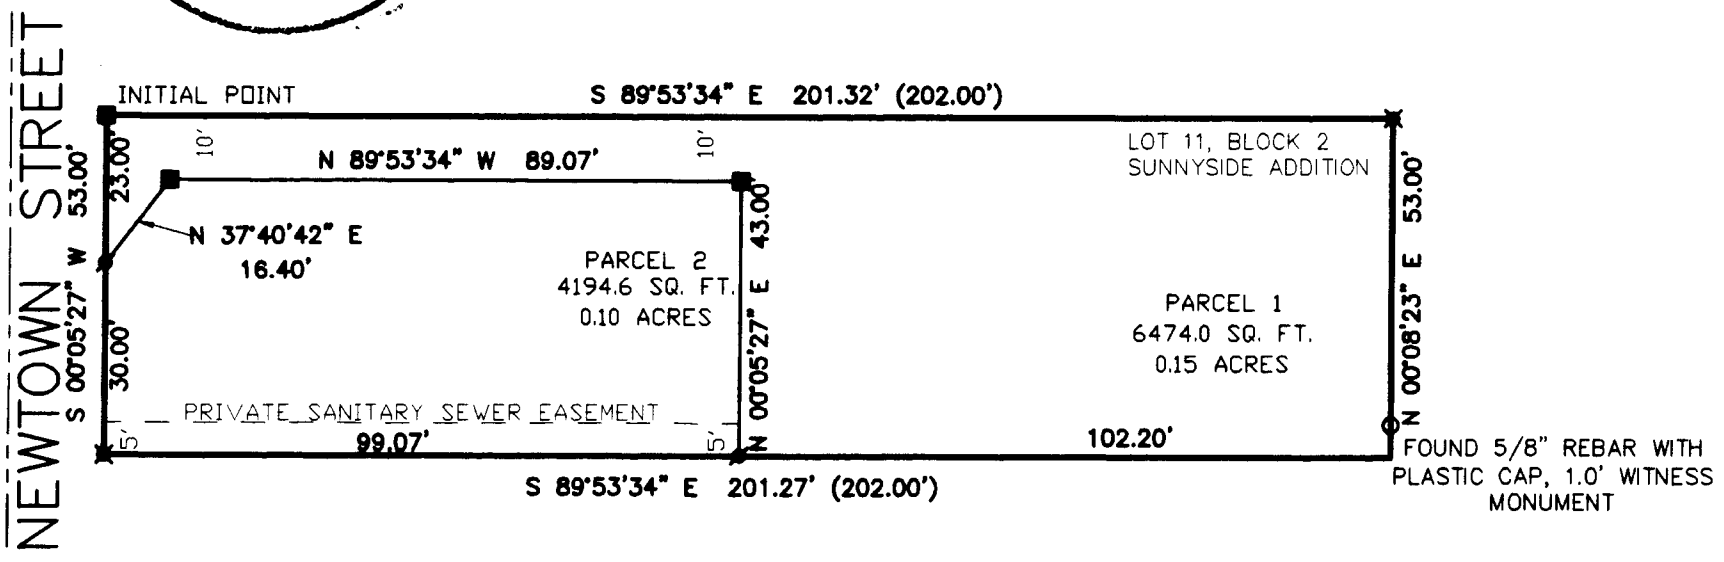 NEWTOWN STREET
INITIAL POINT
S 89°53'34" E 201.32' (202.00')
10'
10'
LOT 11, BLOCK 2
SUNNYSIDE ADDITION
N 89°53'34" W 89.07'
S 00°05'27" W 53.00'
23.00'
30.00'
N 37°40'42" E
16.40'
PARCEL 2
4194.6 SQ. FT.
0.10 ACRES
N 00°05'27" E 43.00'
PARCEL 1
6474.0 SQ. FT.
0.15 ACRES
N 00°08'23" E 53.00'
PRIVATE SANITARY SEWER EASEMENT
5'
5'
99.07'
102.20'
S 89°53'34" E 201.27' (202.00')
FOUND 5/8" REBAR WITH
PLASTIC CAP, 1.0' WITNESS
MONUMENT